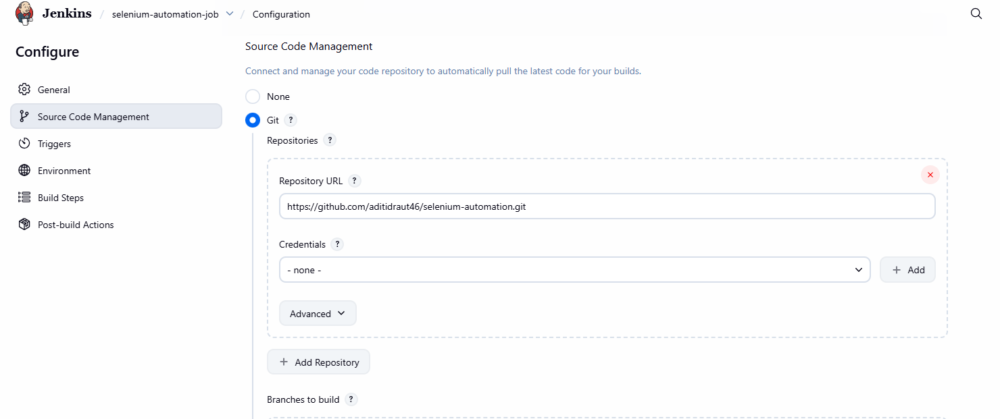 Jenkins / selenium-automation-job / Configuration
Configure
General
Source Code Management
Triggers
Environment
Build Steps
Post-build Actions
Source Code Management
Connect and manage your code repository to automatically pull the latest code for your builds.
None
Git ?
Repositories ?
Repository URL ?
https://github.com/aditidraut46/selenium-automation.git
Credentials ?
- none -
+ Add
Advanced
+ Add Repository
Branches to build ?